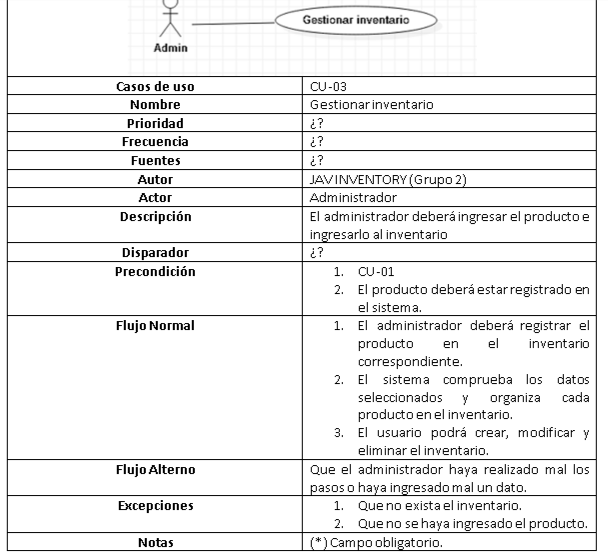 Gestionar inventario
Admin
Casos de uso CU-03
Nombre Gestionar inventario
Prioridad ¿?
Frecuencia ¿?
Fuentes ¿?
Autor JAV INVENTORY (Grupo 2)
Actor Administrador
Descripción El administrador deberá ingresar el producto e
ingresarlo al inventario
Disparador ¿?
Precondición 1. CU-01
2. El producto deberá estar registrado en
el sistema.
Flujo Normal 1. El administrador deberá registrar el
producto en el inventario
correspondiente.
2. El sistema comprueba los datos
seleccionados y organiza cada
producto en el inventario.
3. El usuario podrá crear, modificar y
eliminar el inventario.
Flujo Alterno Que el administrador haya realizado mal los
pasos o haya ingresado mal un dato.
Excepciones 1. Que no exista el inventario.
2. Que no se haya ingresado el producto.
Notas (*) Campo obligatorio.